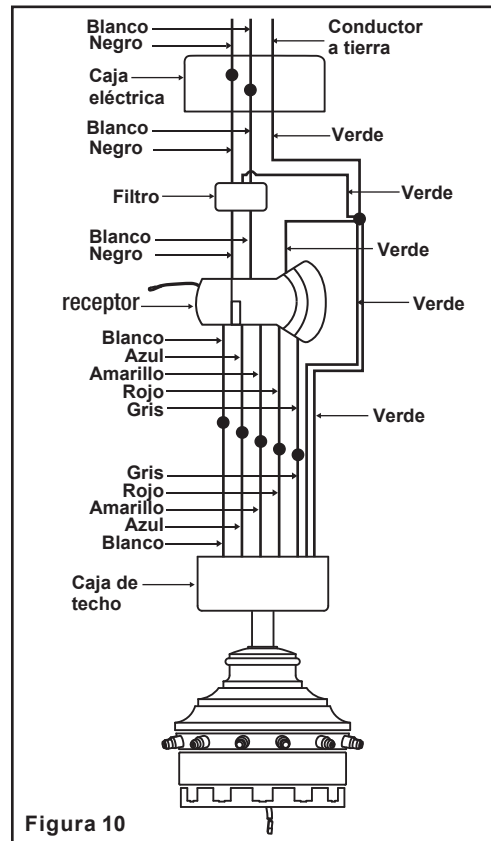 Blanco
Negro
Conductor
a tierra
Caja
eléctrica
Blanco
Negro
Verde
Filtro
Verde
Blanco
Negro
Verde
receptor
Verde
Blanco
Azul
Amarillo
Rojo
Gris
Verde
Gris
Rojo
Amarillo
Azul
Blanco
Caja de
techo
Figura 10